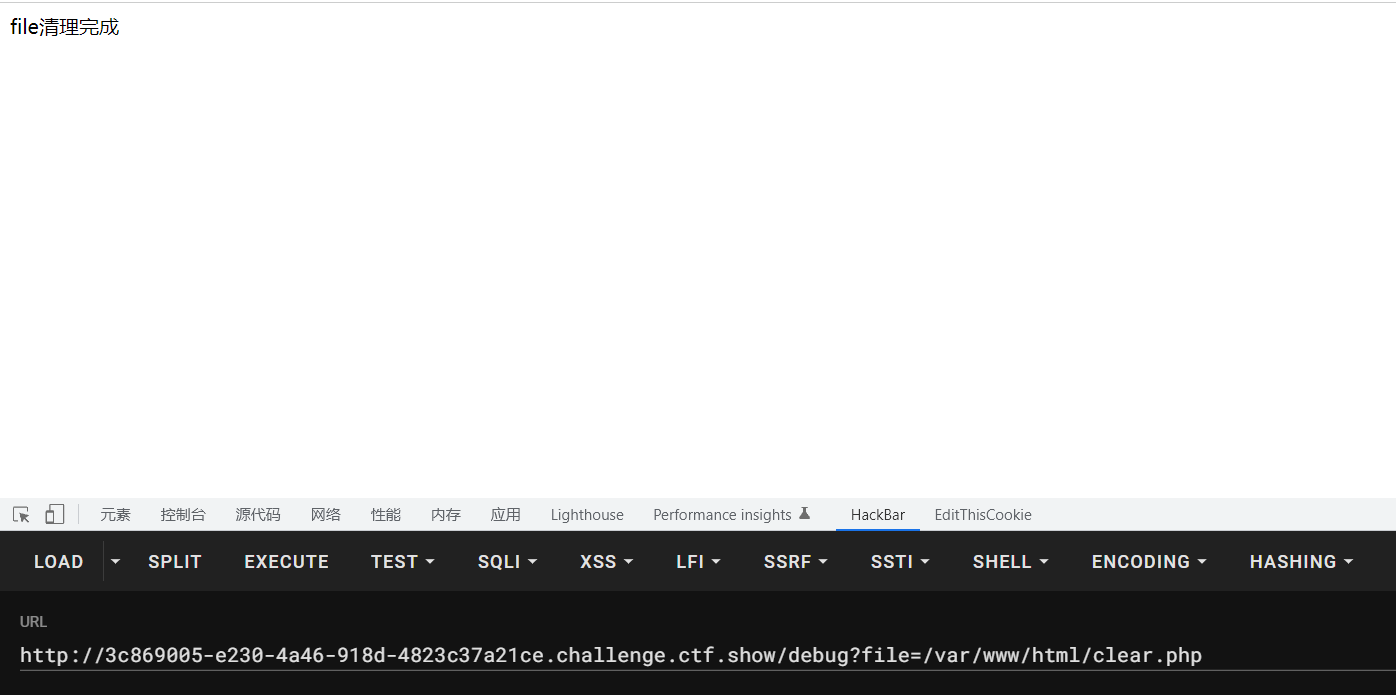 file清理完成
元素 控制台 源代码 网络 性能 内存 应用 Lighthouse Performance insights HackBar EditThisCookie
LOAD SPLIT EXECUTE TEST SQLI XSS LFI SSRF SSTI SHELL ENCODING HASHING
URL
http://3c869005-e230-4a46-918d-4823c37a21ce.challenge.ctf.show/debug?file=/var/www/html/clear.php